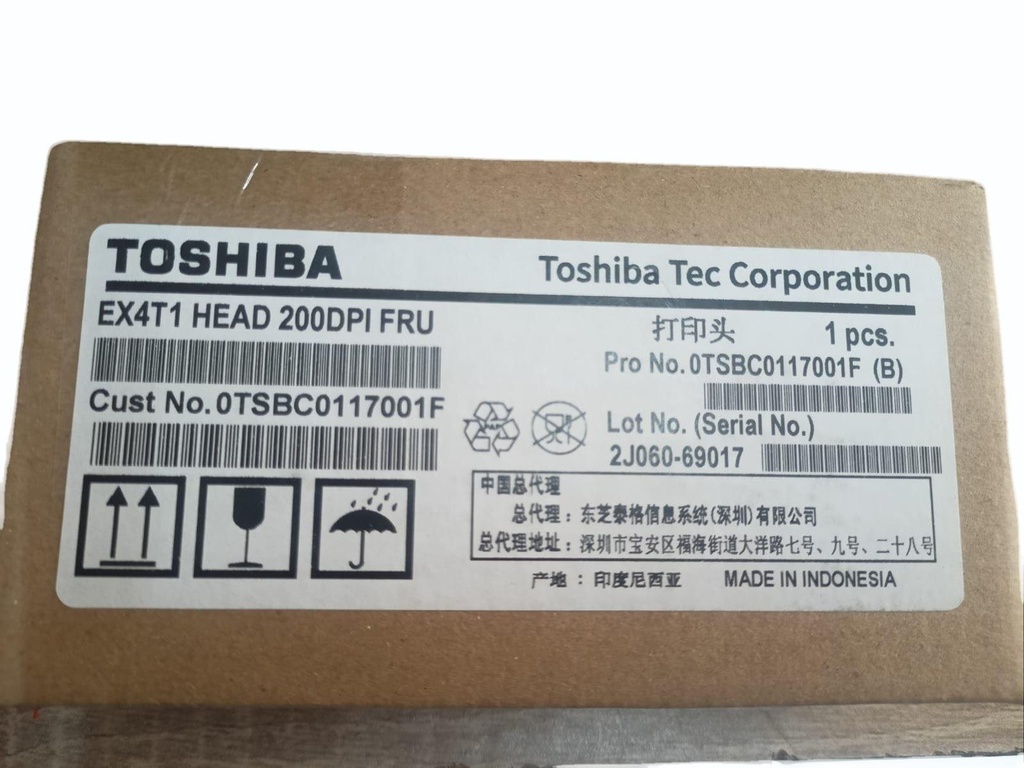 TOSHIBA
Toshiba Tec Corporation
EX4T1 HEAD 200DPI FRU
打印头 1 pcs.
Pro No.0TSBC0117001F (B)
Cust No.0TSBC0117001F
Lot No. (Serial No.)
2J060-69017
中国总代理
总代理：东芝泰格信息系统(深圳)有限公司
总代理地址：深圳市宝安区福海街道大洋路七号、九号、二十八号
产地：印度尼西亚 MADE IN INDONESIA